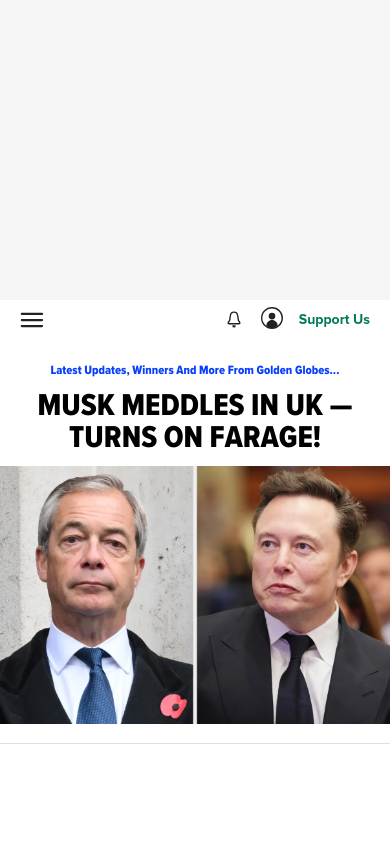 Support Us
Latest Updates, Winners And More From Golden Globes...
MUSK MEDDLES IN UK —
TURNS ON FARAGE!